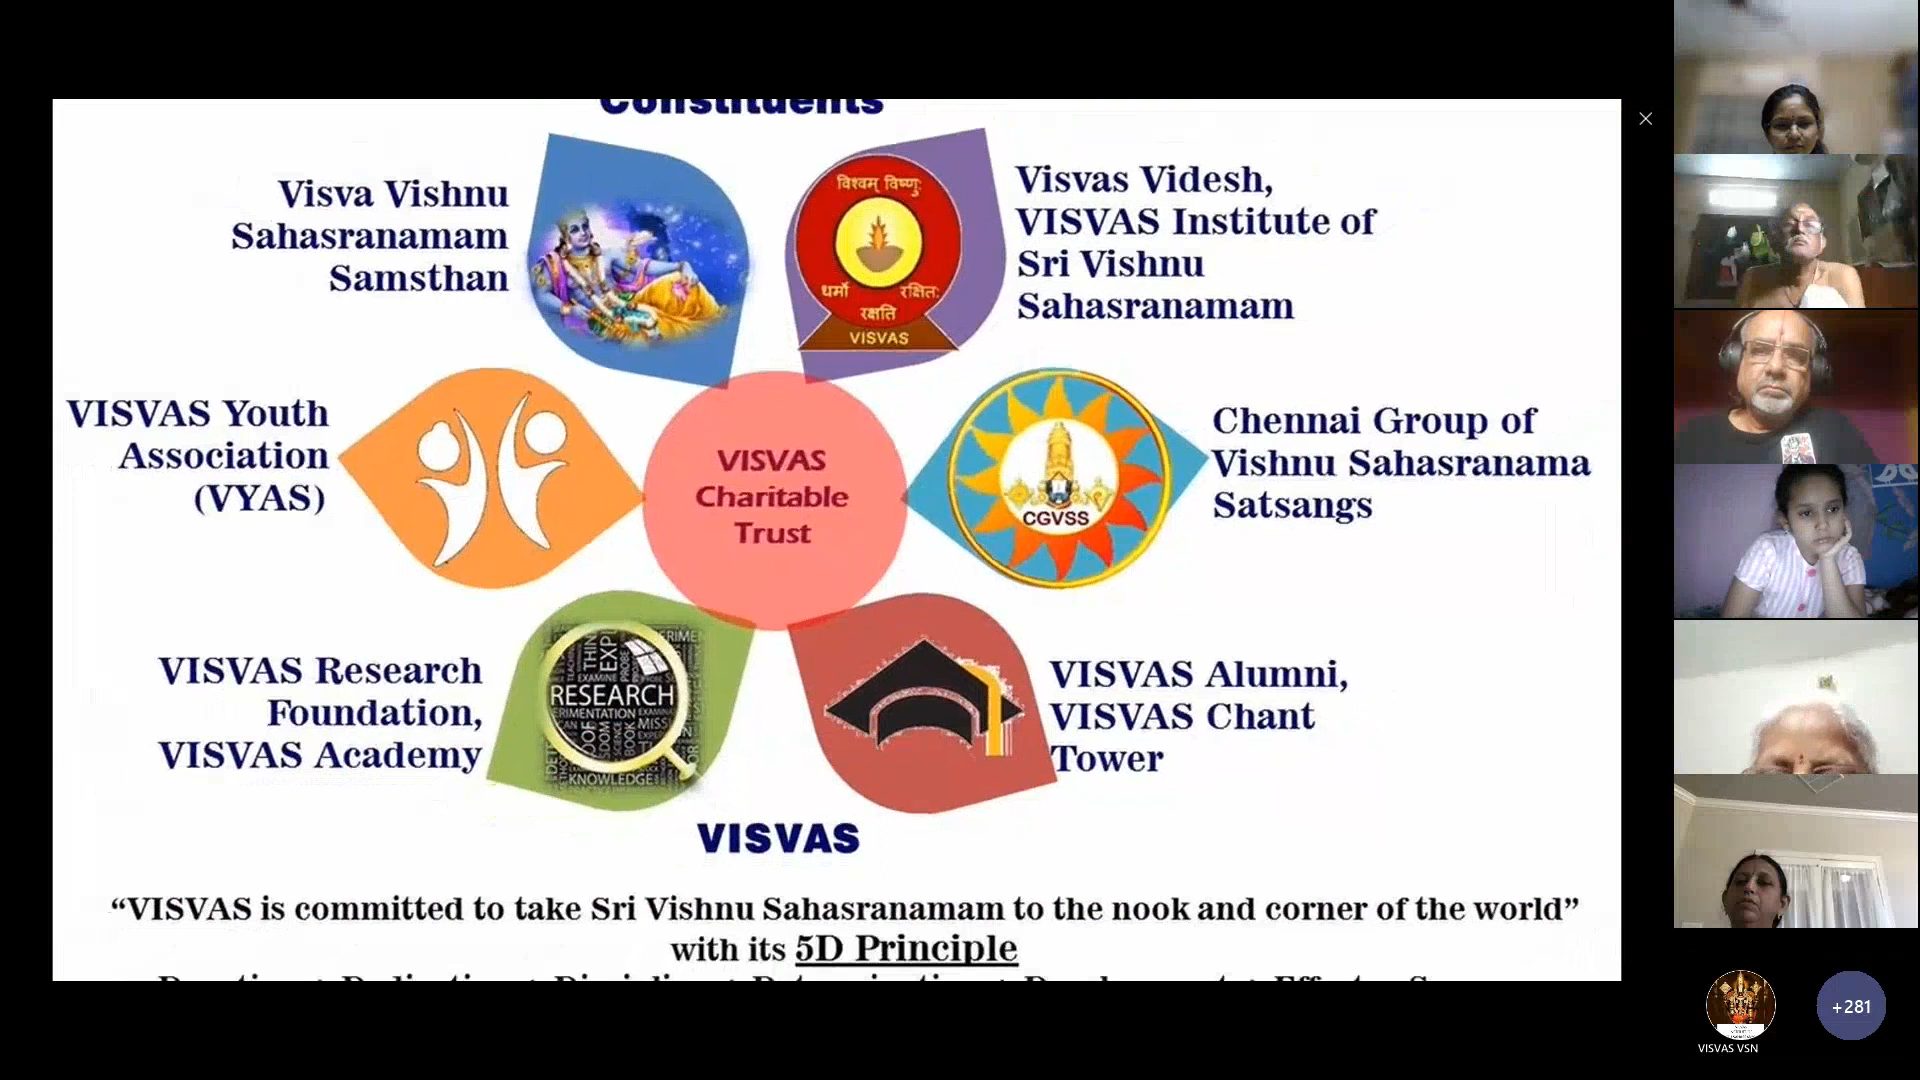 Constituents
Visva Vishnu
Sahasranamam
Samsthan
विश्वम् विष्णुः
धर्मो रक्षितः
रक्षति
VISVAS
Visvas Videsh,
VISVAS Institute of
Sri Vishnu
Sahasranamam
VISVAS Youth
Association
(VYAS)
VISVAS
Charitable
Trust
CGVSS
Chennai Group of
Vishnu Sahasranama
Satsangs
VISVAS Research
Foundation,
VISVAS Academy
RESEARCH
KNOWLEDGE
VISVAS Alumni,
VISVAS Chant
Tower
VISVAS
“VISVAS is committed to take Sri Vishnu Sahasranamam to the nook and corner of the world”
with its 5D Principle
+281
VISVAS VSN